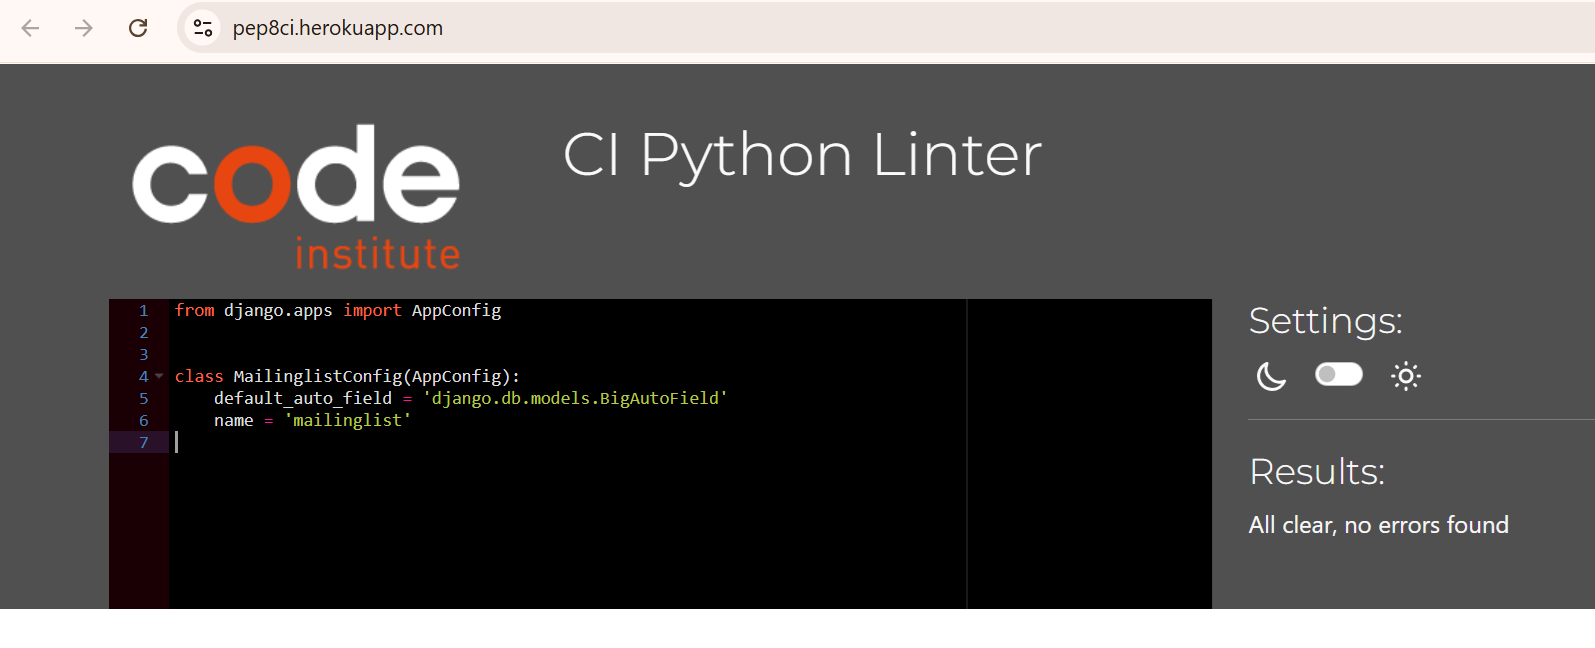 pep8ci.herokuapp.com
code
institute
CI Python Linter
1 from django.apps import AppConfig
2
3
4 class MailinglistConfig(AppConfig):
5     default_auto_field = 'django.db.models.BigAutoField'
6     name = 'mailinglist'
7
Settings:
Results:
All clear, no errors found